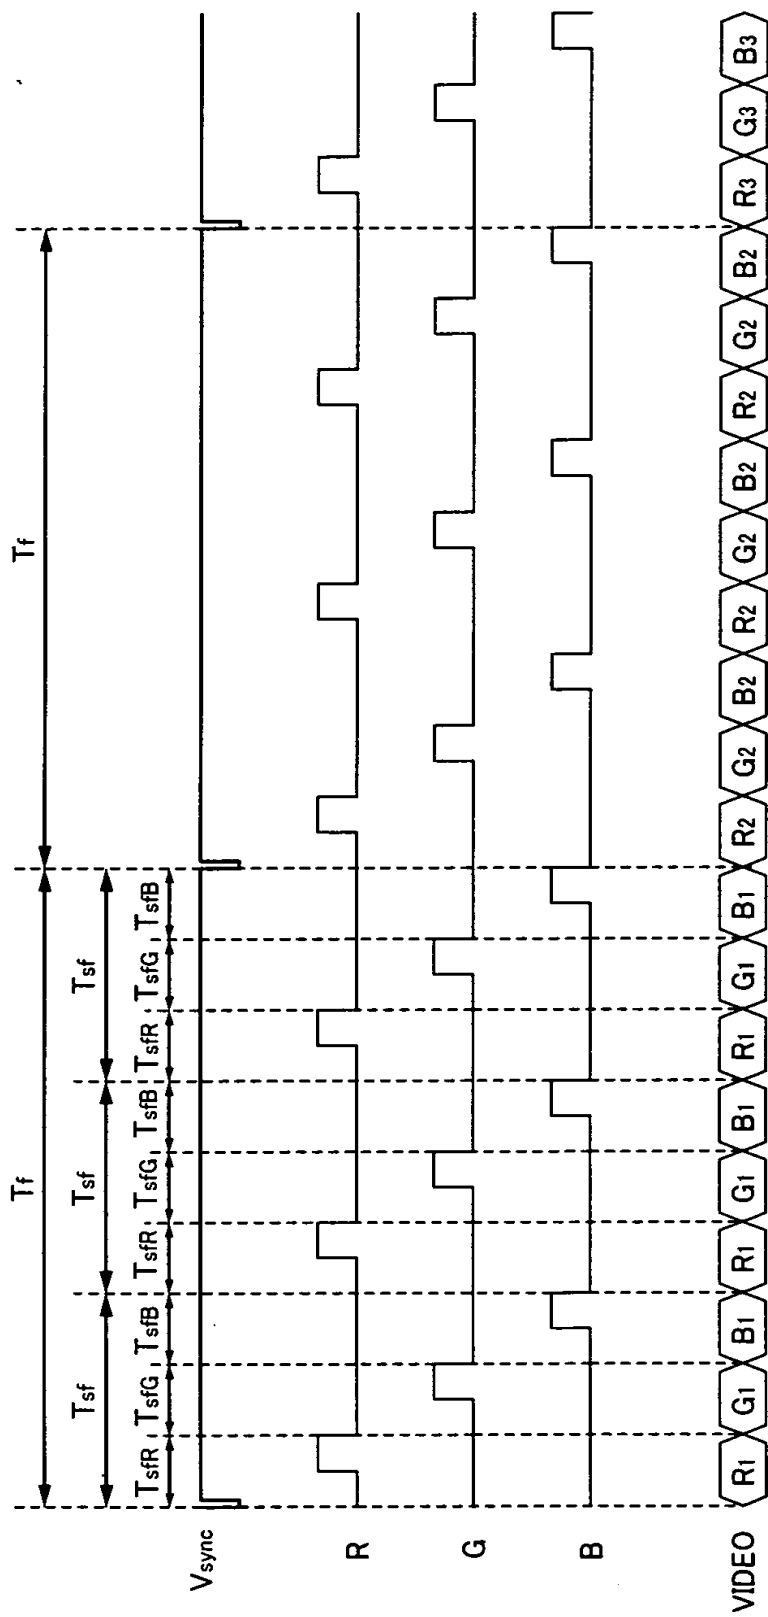 Tf Tf
Tsf Tsf Tsf
TsfR TsfG TsfB TsfR TsfG TsfB TsfR TsfG TsfB
Vsync
R
G
B
VIDEO R1 G1 B1 R1 G1 B1 R1 G1 B1 R2 G2 B2 R2 G2 B2 R2 G2 B2 R3 G3 B3